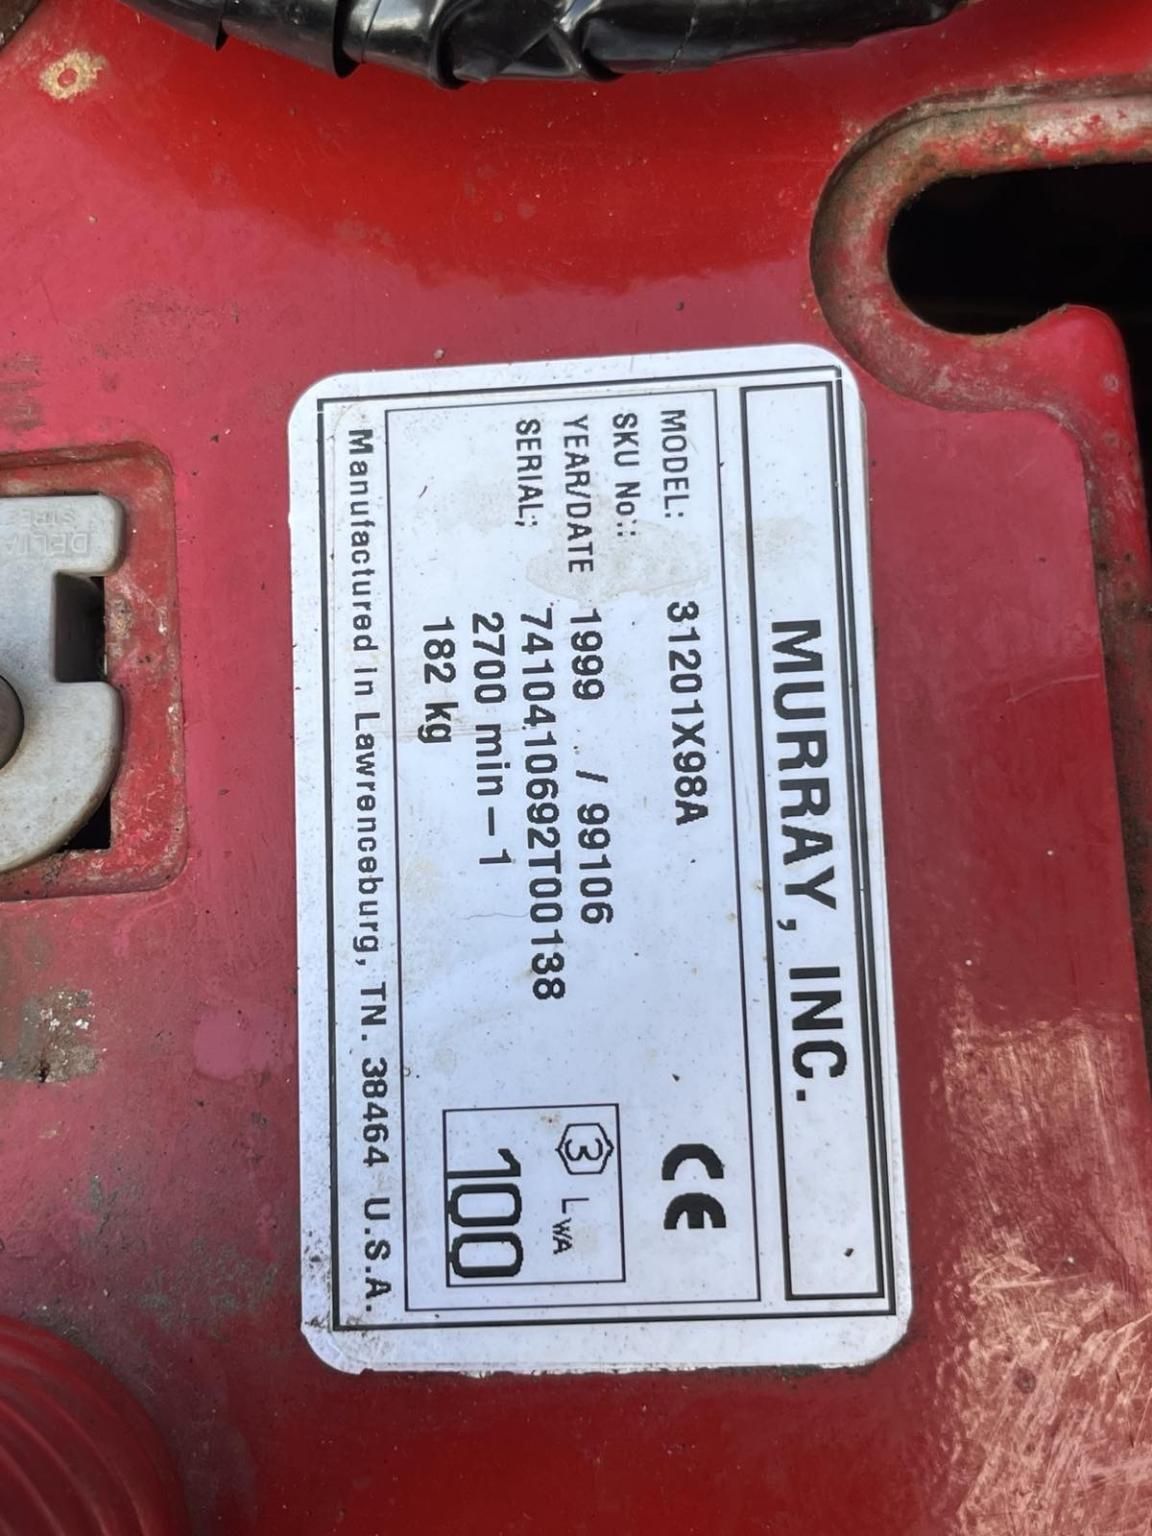 MURRAY, INC.
MODEL: 31201X98A
SKU No::
YEAR/DATE 1999 / 99106
SERIAL; 7410410692T00138
2700 min-1
182 kg
CE
3 LWA
100
Manufactured in Lawrenceburg, TN. 38464 U.S.A.
DELTA